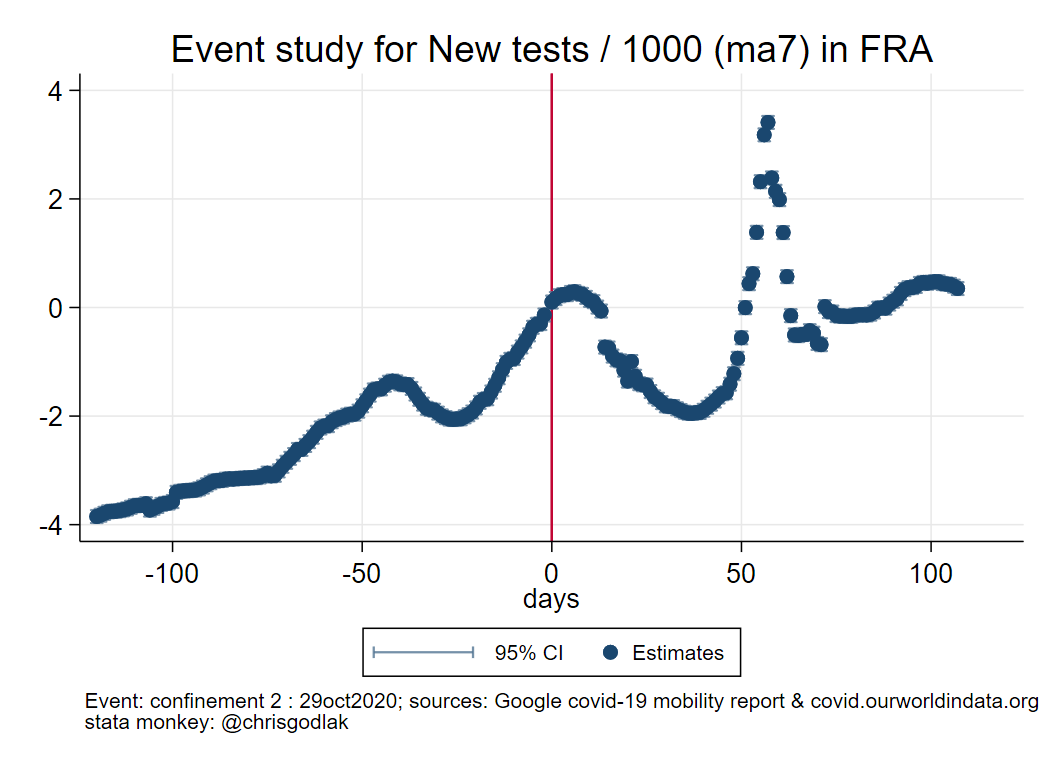 Event study for New tests / 1000 (ma7) in FRA
4
2
0
-2
-4
-100 -50 0 50 100
days
95% CI Estimates
Event: confinement 2 : 29oct2020; sources: Google covid-19 mobility report & covid.ourworldindata.org
stata monkey: @chrisgodlak